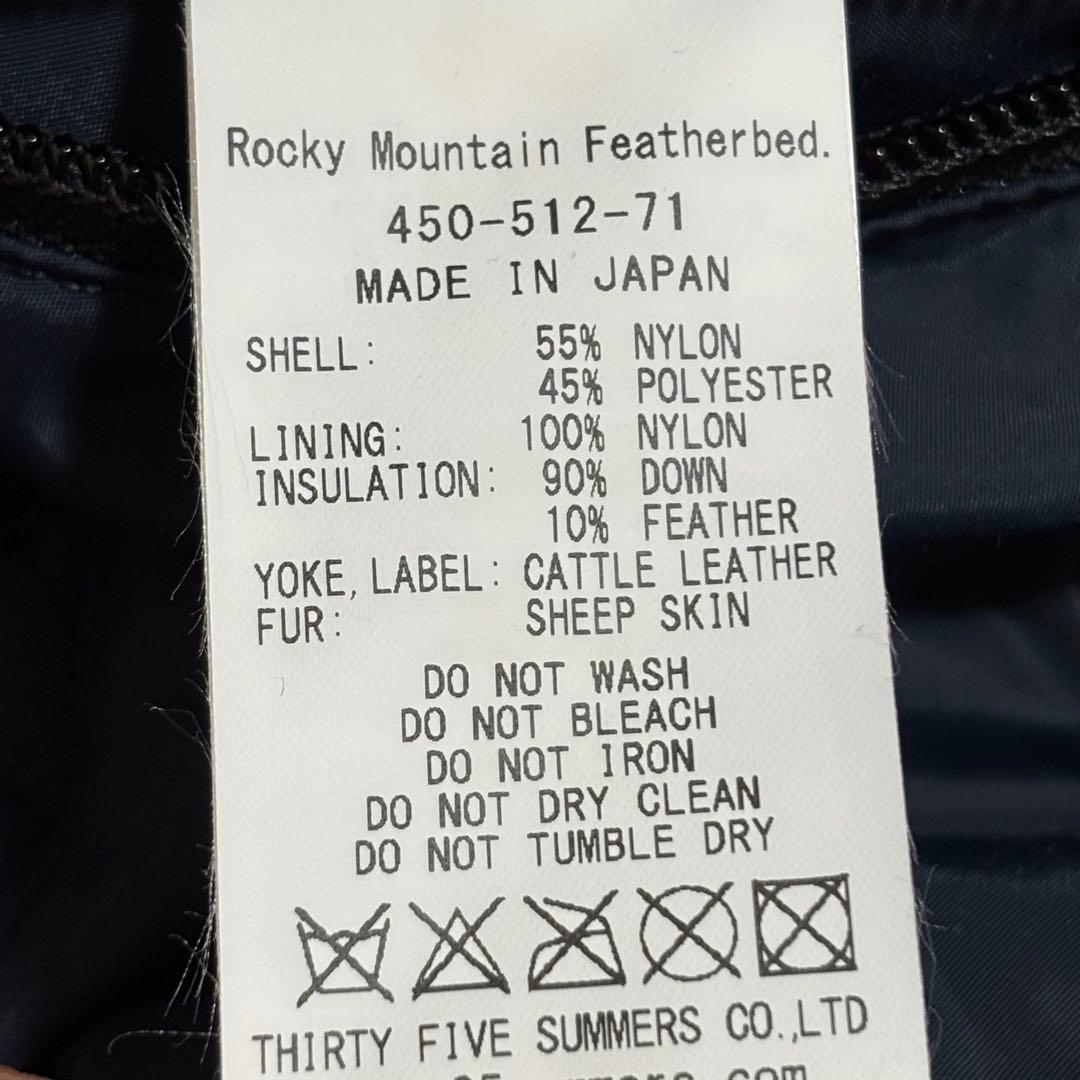 Rocky Mountain Featherbed.
450-512-71
MADE IN JAPAN
SHELL: 55% NYLON
45% POLYESTER
LINING: 100% NYLON
INSULATION: 90% DOWN
10% FEATHER
YOKE, LABEL: CATTLE LEATHER
FUR: SHEEP SKIN
DO NOT WASH
DO NOT BLEACH
DO NOT IRON
DO NOT DRY CLEAN
DO NOT TUMBLE DRY
THIRTY FIVE SUMMERS CO.,LTD